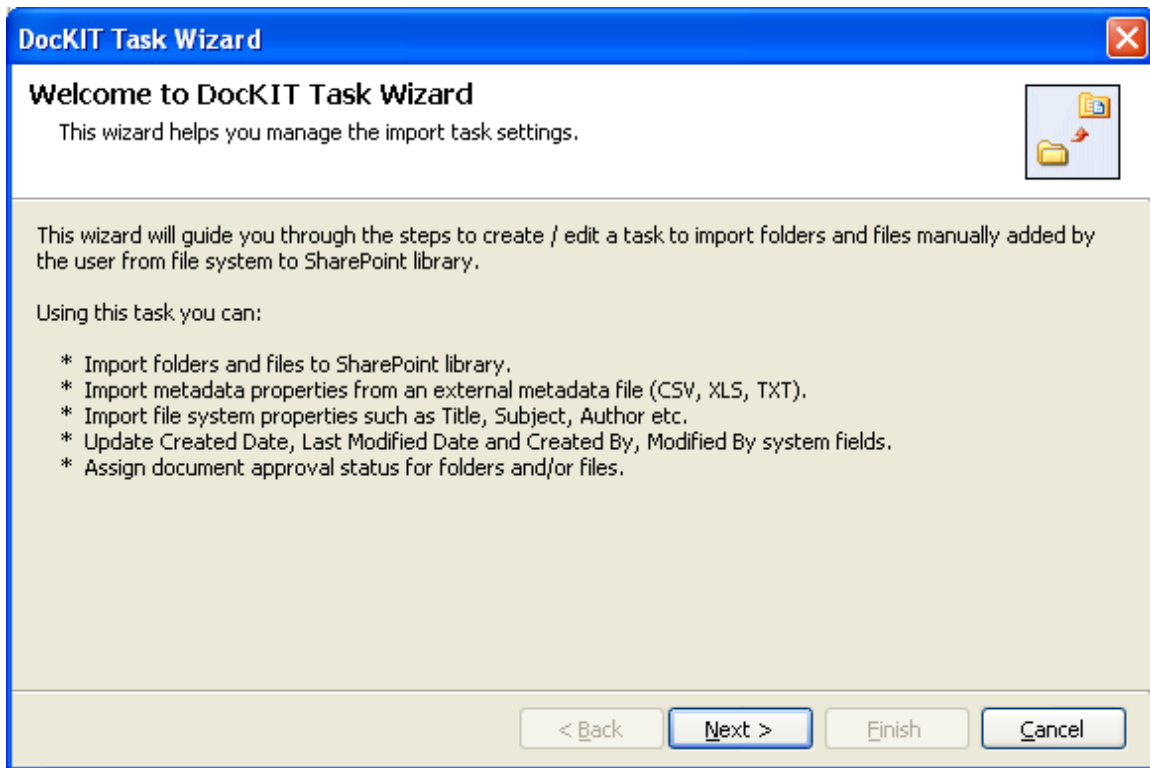 DocKIT Task Wizard
Welcome to DocKIT Task Wizard
This wizard helps you manage the import task settings.
This wizard will guide you through the steps to create / edit a task to import folders and files manually added by
the user from file system to SharePoint library.
Using this task you can:
* Import folders and files to SharePoint library.
* Import metadata properties from an external metadata file (CSV, XLS, TXT).
* Import file system properties such as Title, Subject, Author etc.
* Update Created Date, Last Modified Date and Created By, Modified By system fields.
* Assign document approval status for folders and/or files.
< Back Next > Finish Cancel